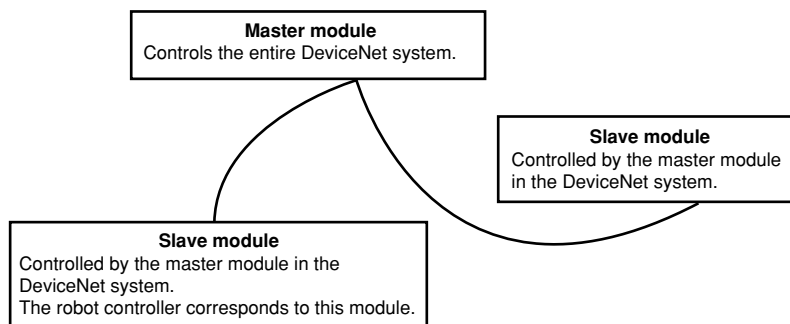 Master module
Controls the entire DeviceNet system.
Slave module
Controlled by the master module
in the DeviceNet system.
Slave module
Controlled by the master module in the
DeviceNet system.
The robot controller corresponds to this module.